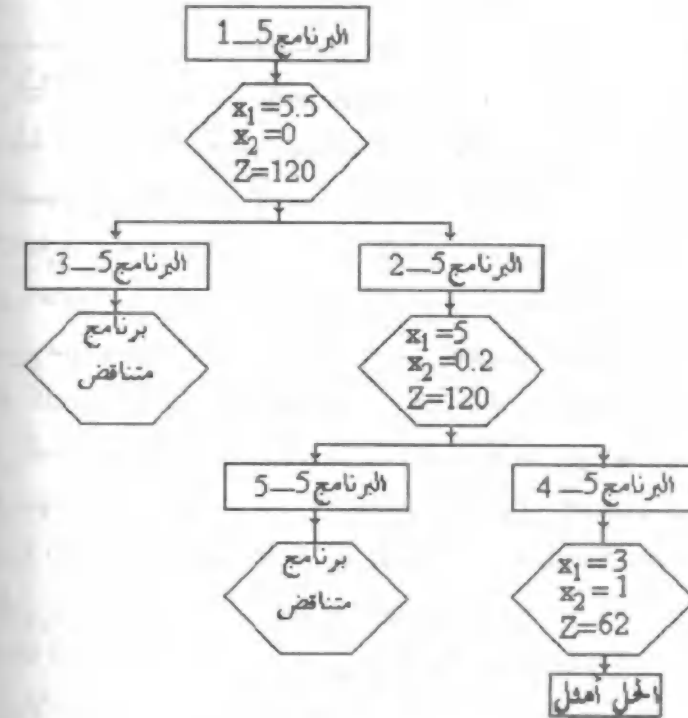 البرنامج 5_1
x₁=5.5
x₂=0
Z=120
البرنامج 5_3
البرنامج 5_2
برنامج
متناقض
x₁=5
x₂=0.2
Z=120
البرنامج 5_5
البرنامج 5_4
برنامج
متناقض
x₁=3
x₂=1
Z=62
الحل أمثل